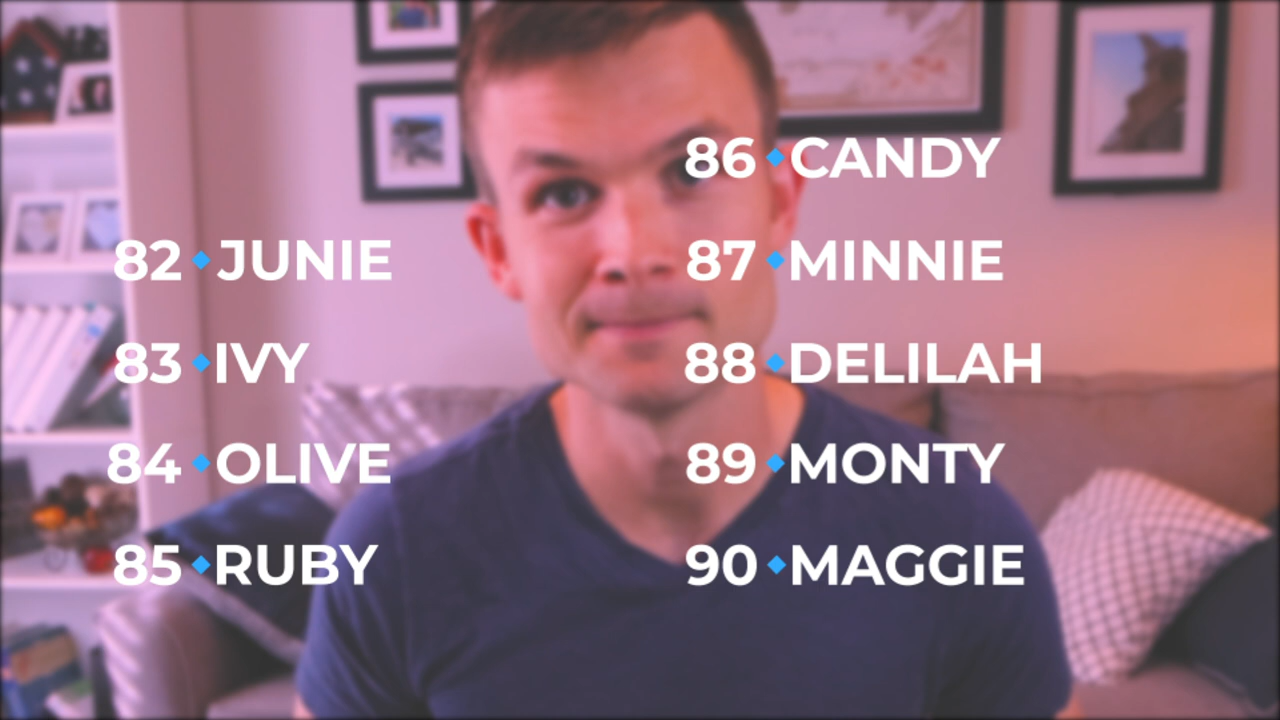 82 ◆ JUNIE
83 ◆ IVY
84 ◆ OLIVE
85 ◆ RUBY
86 ◆ CANDY
87 ◆ MINNIE
88 ◆ DELILAH
89 ◆ MONTY
90 ◆ MAGGIE